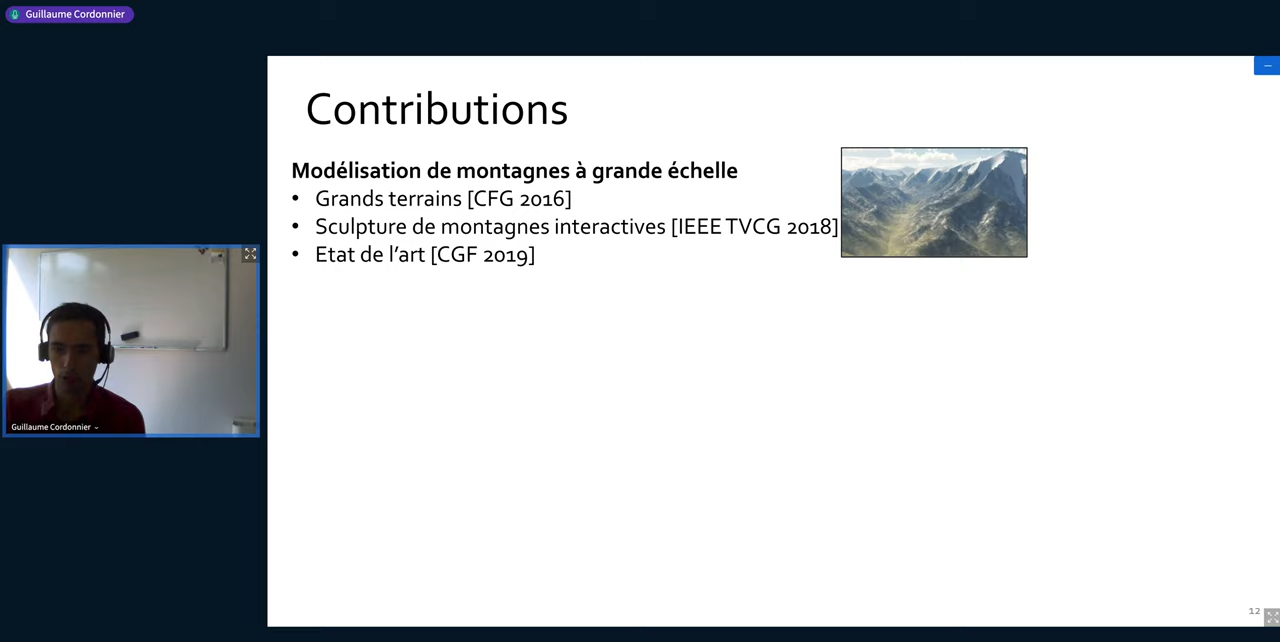 Guillaume Cordonnier
Contributions
Modélisation de montagnes à grande échelle
• Grands terrains [CFG 2016]
• Sculpture de montagnes interactives [IEEE TVCG 2018]
• Etat de l’art [CGF 2019]
Guillaume Cordonnier
12